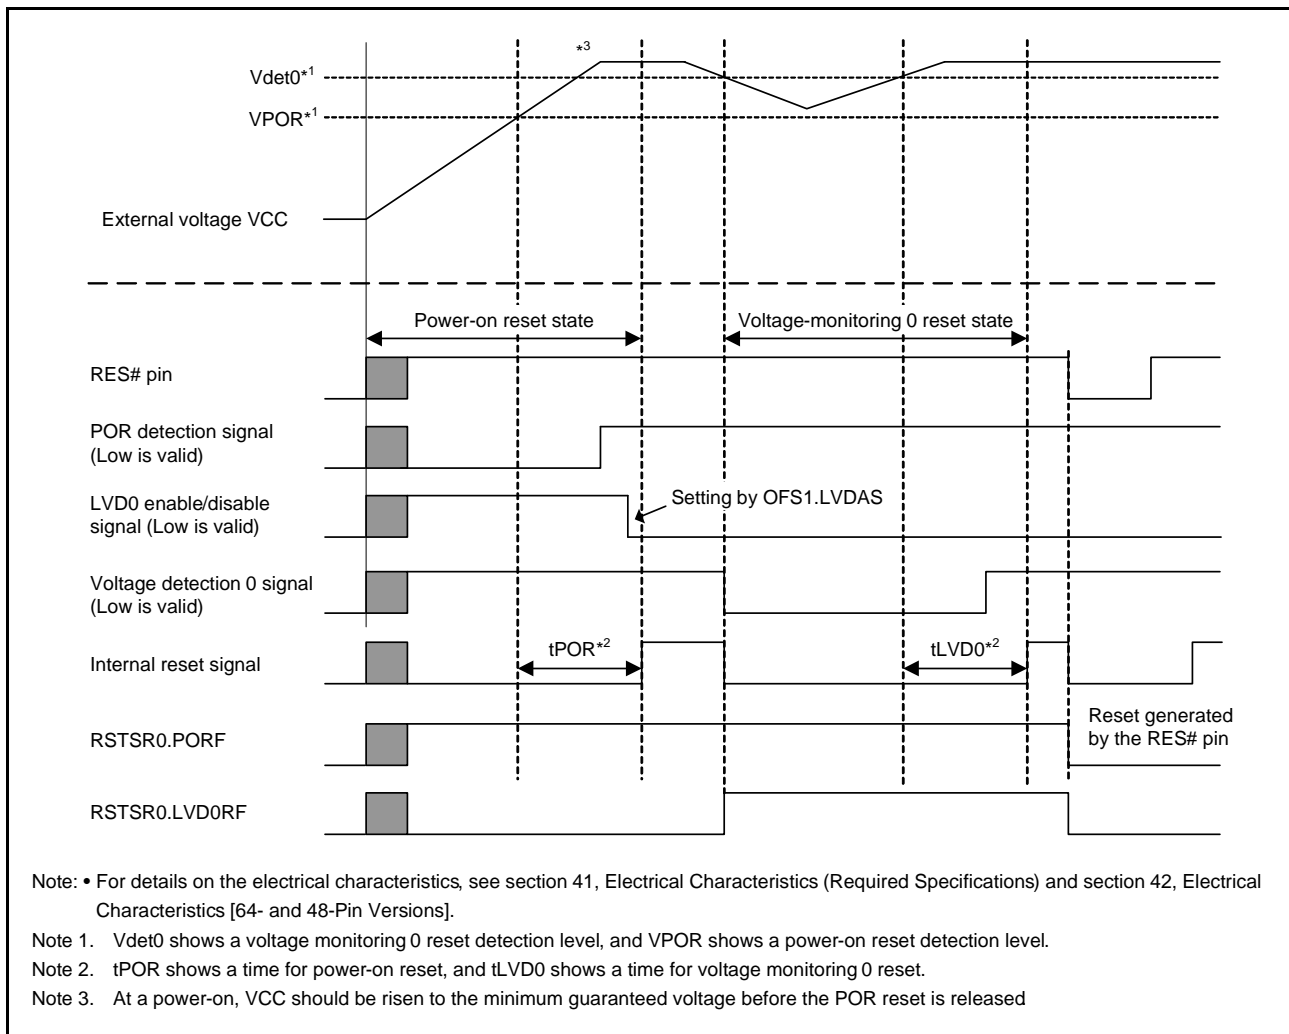 *3
Vdet0*1
VPOR*1
External voltage VCC
Power-on reset state
Voltage-monitoring 0 reset state
RES# pin
POR detection signal
(Low is valid)
LVD0 enable/disable
signal (Low is valid)
Setting by OFS1.LVDAS
Voltage detection 0 signal
(Low is valid)
Internal reset signal
tPOR*2
tLVD0*2
RSTSR0.PORF
Reset generated
by the RES# pin
RSTSR0.LVD0RF
Note: • For details on the electrical characteristics, see section 41, Electrical Characteristics (Required Specifications) and section 42, Electrical
Characteristics [64- and 48-Pin Versions].
Note 1. Vdet0 shows a voltage monitoring 0 reset detection level, and VPOR shows a power-on reset detection level.
Note 2. tPOR shows a time for power-on reset, and tLVD0 shows a time for voltage monitoring 0 reset.
Note 3. At a power-on, VCC should be risen to the minimum guaranteed voltage before the POR reset is released